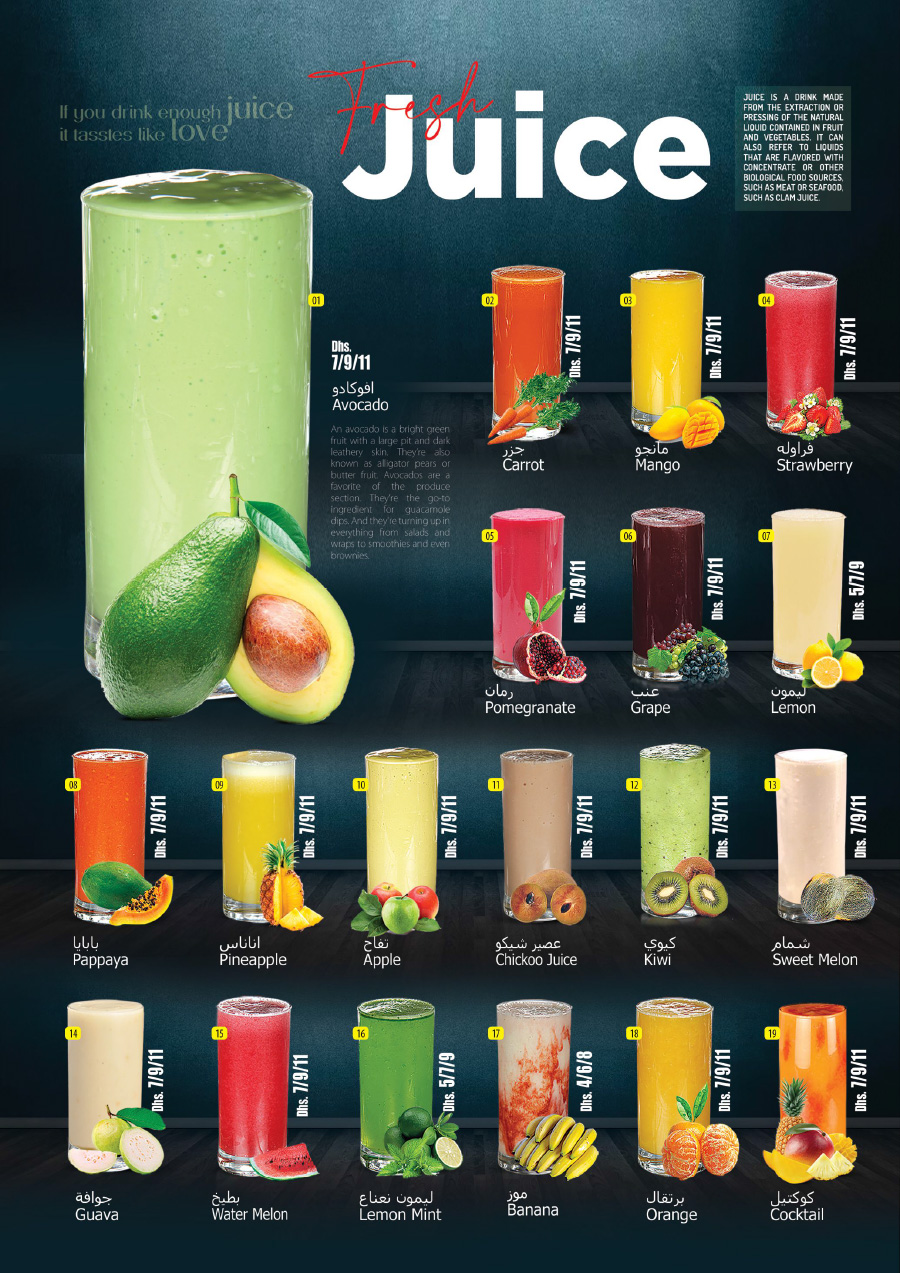 If you drink enough juice
it tasstes like love
Fresh
Juice
JUICE IS A DRINK MADE
FROM THE EXTRACTION OR
PRESSING OF THE NATURAL
LIQUID CONTAINED IN FRUIT
AND VEGETABLES. IT CAN
ALSO REFER TO LIQUIDS
THAT ARE FLAVORED WITH
CONCENTRATE OR OTHER
BIOLOGICAL FOOD SOURCES,
SUCH AS MEAT OR SEAFOOD,
SUCH AS CLAM JUICE.
01
Dhs.
7/9/11
افوكادو
Avocado
An avocado is a bright green
fruit with a large pit and dark
leathery skin. They're also
known as alligator pears or
butter fruit. Avocados are a
favorite of the produce
section. They're the go-to
ingredient for guacamole
dips. And they're turning up in
everything from salads and
wraps to smoothies and even
brownies.
02
Dhs. 7/9/11
جزر
Carrot
03
Dhs. 7/9/11
مانجو
Mango
04
Dhs. 7/9/11
فراوله
Strawberry
05
Dhs. 7/9/11
رمان
Pomegranate
06
Dhs. 7/9/11
عنب
Grape
07
Dhs. 5/7/9
ليمون
Lemon
08
Dhs. 7/9/11
بابايا
Pappaya
09
Dhs. 7/9/11
اناناس
Pineapple
10
Dhs. 7/9/11
تفاح
Apple
11
Dhs. 7/9/11
عصير شيكو
Chickoo Juice
12
Dhs. 7/9/11
كيوي
Kiwi
13
Dhs. 7/9/11
شمام
Sweet Melon
14
Dhs. 7/9/11
جوافة
Guava
15
Dhs. 7/9/11
بطيخ
Water Melon
16
Dhs. 5/7/9
ليمون نعناع
Lemon Mint
17
Dhs. 4/6/8
موز
Banana
18
Dhs. 7/9/11
برتقال
Orange
19
Dhs. 7/9/11
كوكتيل
Cocktail